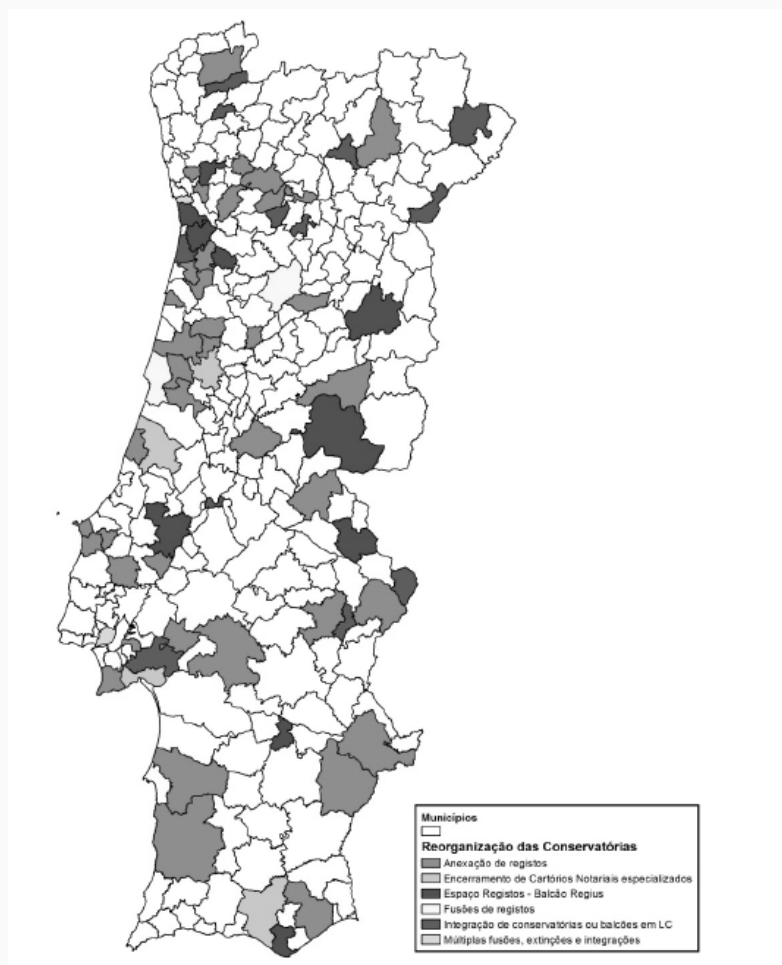 Municípios
Reorganização das Conservatórias
Anexação de registos
Encerramento de Cartórios Notariais especializados
Espaço Registos - Balcão Regius
Fusões de registos
Integração de conservatórias ou balcões em LC
Múltiplas fusões, extinções e integrações